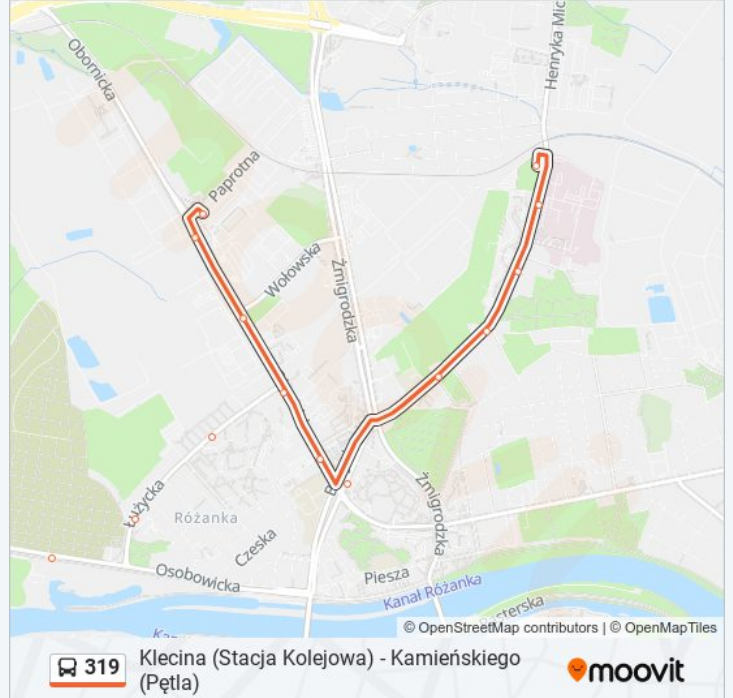 Obornicka
Henryka Mic
Paprotna
Wołowska
Żmigrodzka
Łużycka
Różanka
Czeska
Żmigrodzka
Osobowicka
Piesza
Kanał Różanka
© OpenStreetMap contributors | © OpenMapTiles
319
Klecina (Stacja Kolejowa) - Kamieńskiego
(Pętla)
moovit